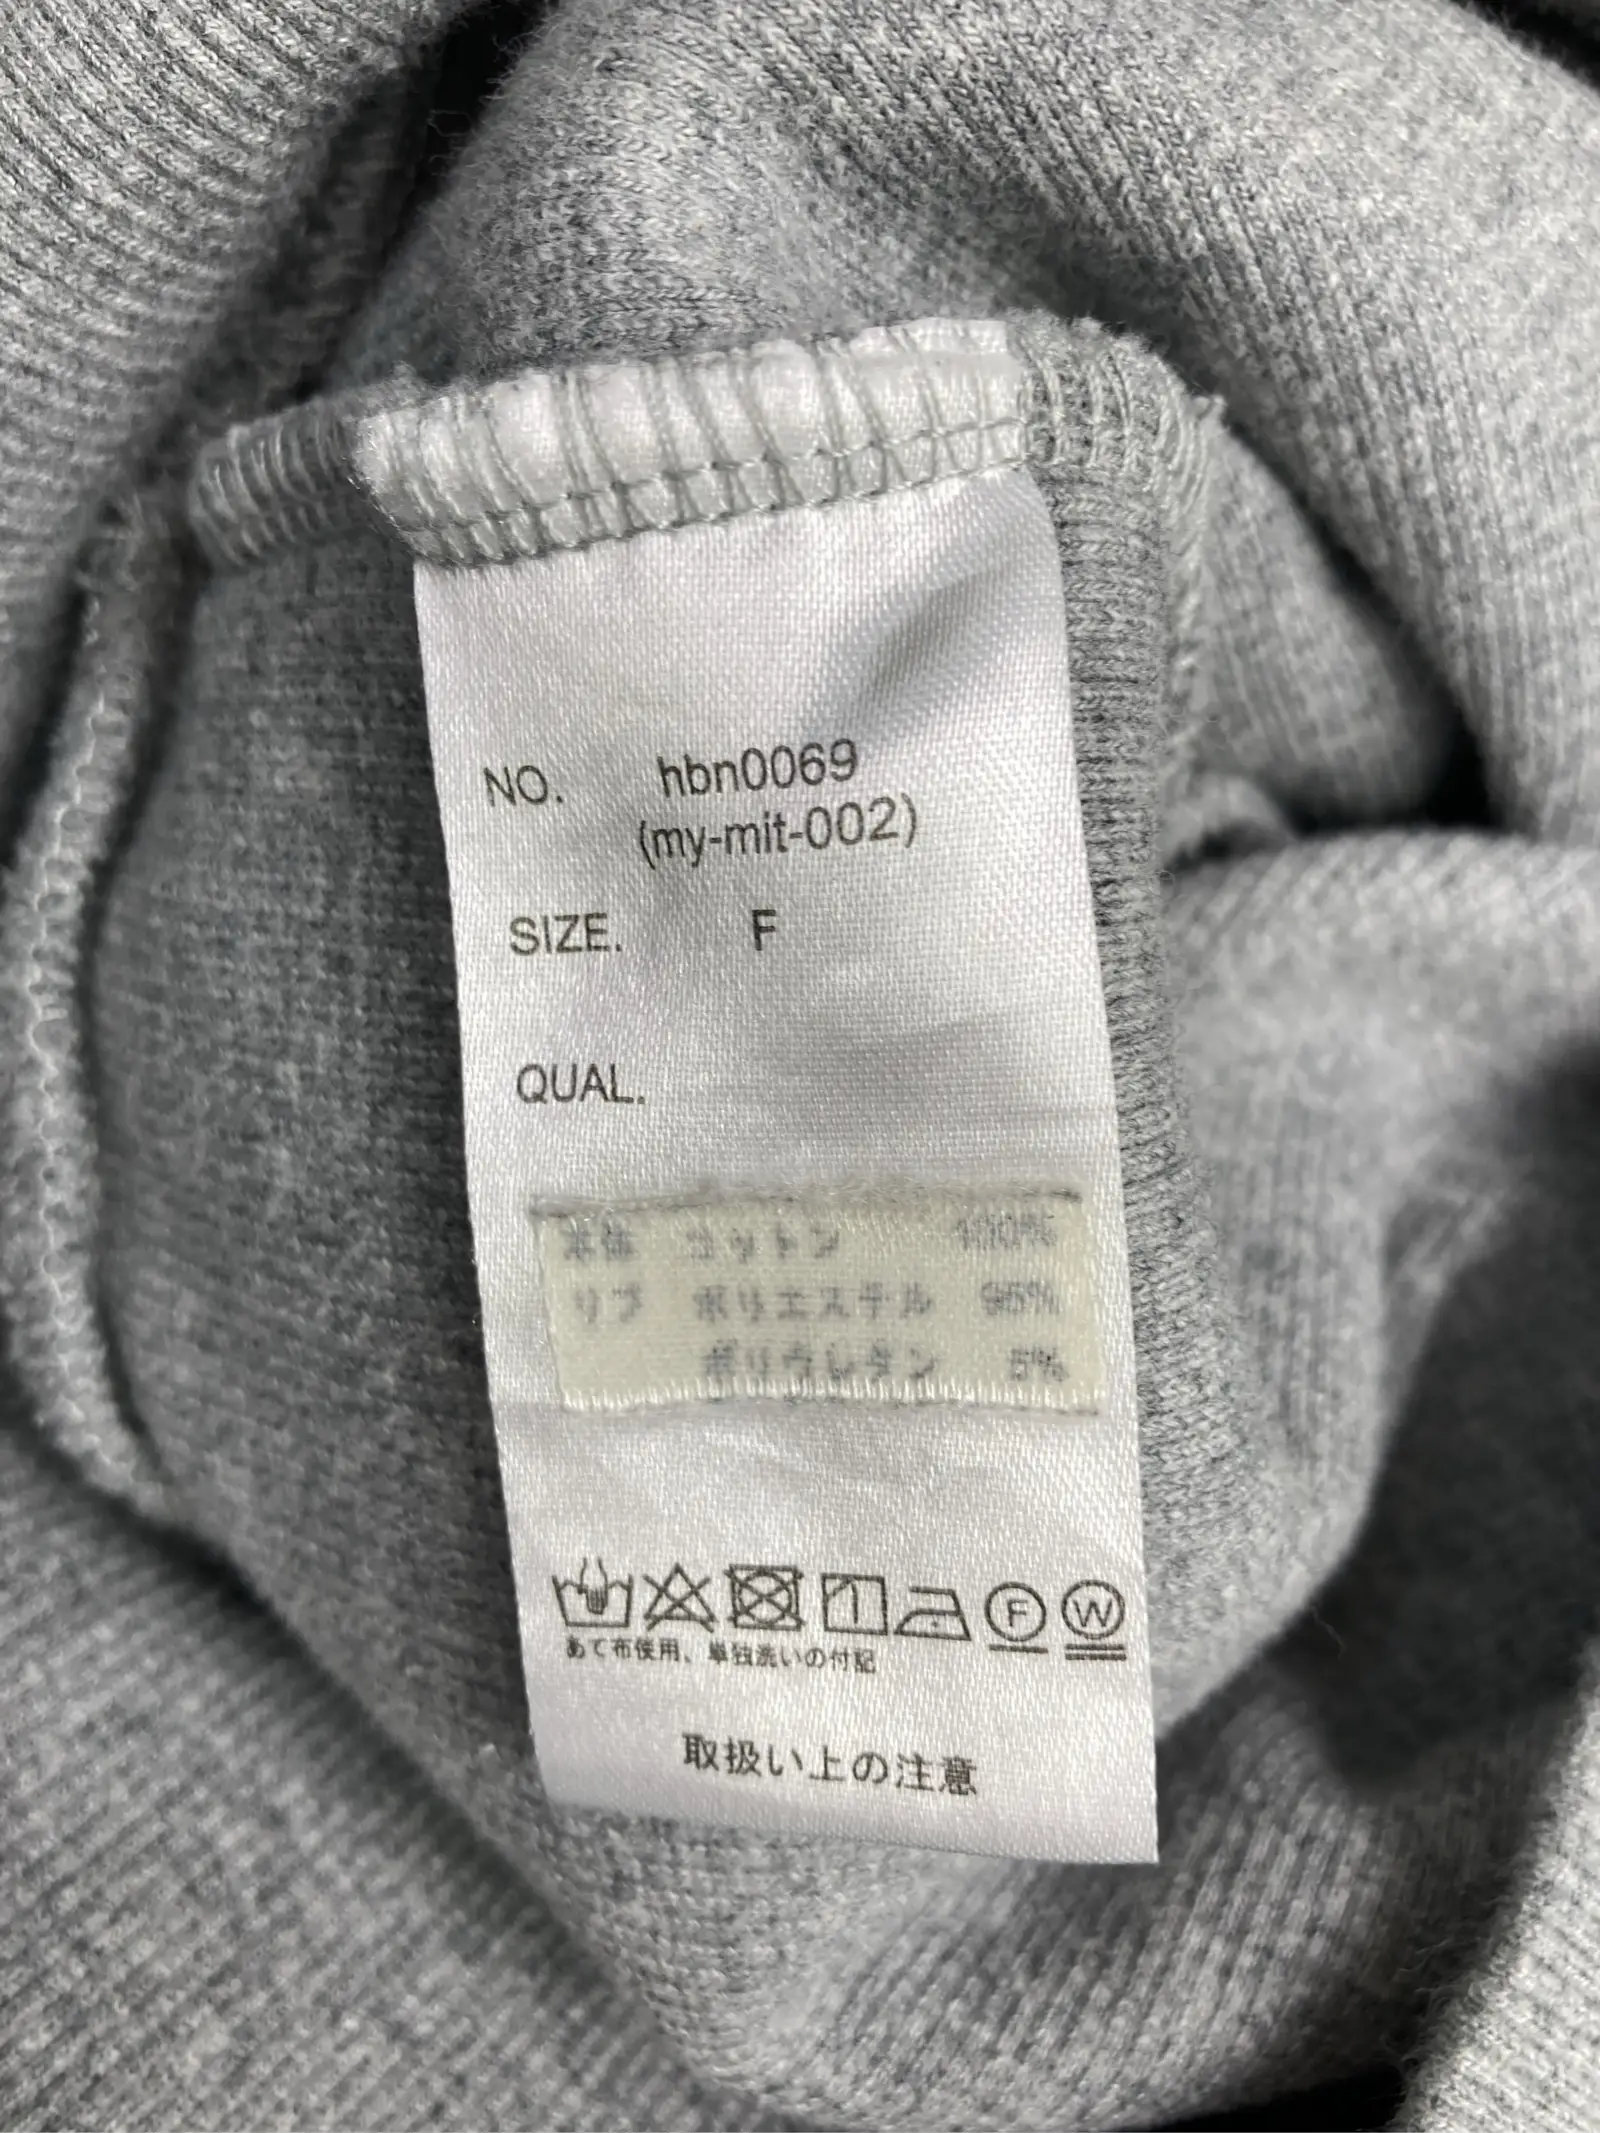 NO. hbn0069
(my-mit-002)
SIZE. F
QUAL.
本体 コットン 100%
リブ ポリエステル 95%
ポリウレタン 5%
F W
あて布使用、単独洗いの付記
取扱い上の注意